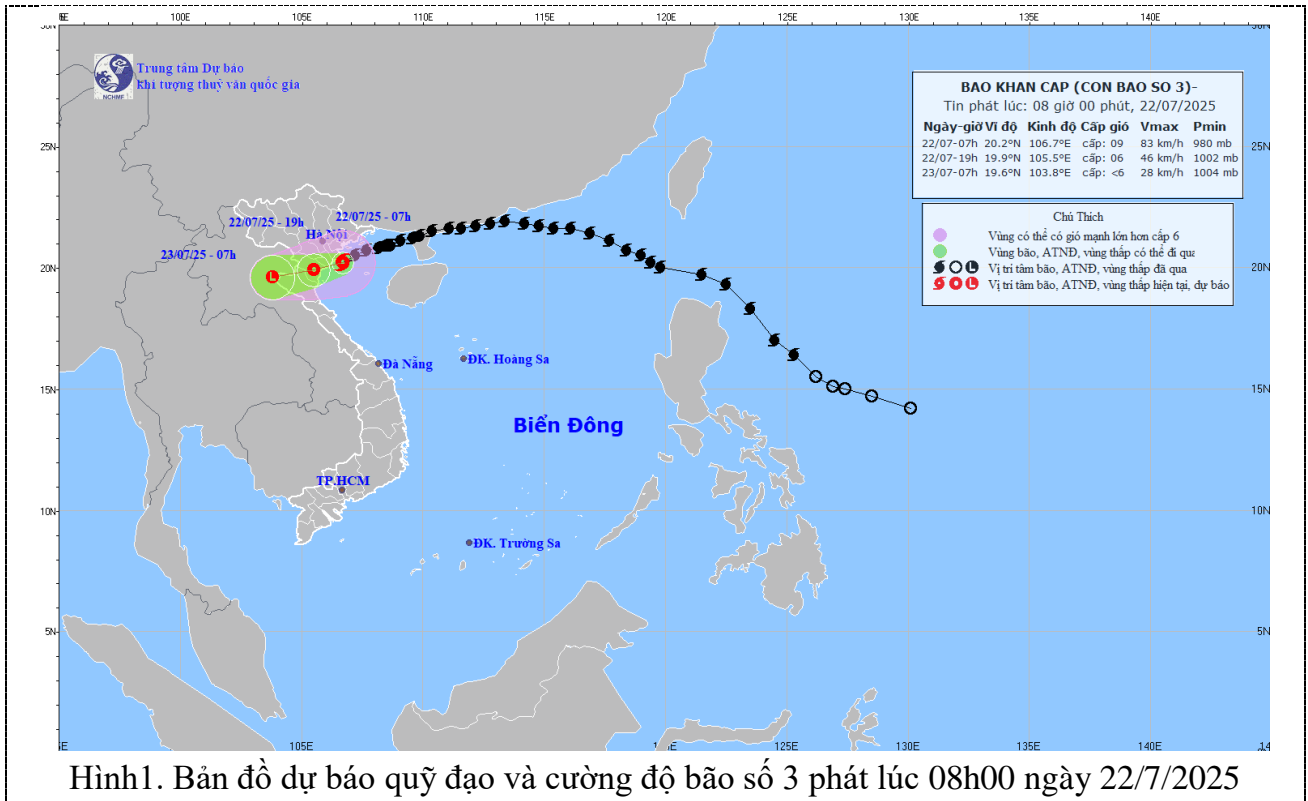 E 100E 105E 110E 115E 120E 125E 130E 135E 140E
30N
Trung tâm Dự báo
Khí tượng thuỷ văn quốc gia
NCHMF
BAO KHAN CAP (CON BAO SO 3)-
Tin phát lúc: 08 giờ 00 phút, 22/07/2025
Ngày-giờ Vĩ độ Kinh độ Cấp gió Vmax Pmin
22/07-07h 20.2°N 106.7°E cấp: 09 83 km/h 980 mb
22/07-19h 19.9°N 105.5°E cấp: 06 46 km/h 1002 mb
23/07-07h 19.6°N 103.8°E cấp: <6 28 km/h 1004 mb
25N 25N
Chú Thích
Vùng có thể có gió mạnh lớn hơn cấp 6
Vùng bão, ATNĐ, vùng thấp có thể đi qua
Vị trí tâm bão, ATNĐ, vùng thấp đã qua
Vị trí tâm bão, ATNĐ, vùng thấp hiện tại, dự báo
22/07/25 - 07h
22/07/25 - 19h
Hà Nội
23/07/25 - 07h
20N 20N
Đà Nẵng
ĐK. Hoàng Sa
15N 15N
Biển Đông
TP.HCM
10N 10N
ĐK. Trường Sa
5N 5N
5E 105E 120E 125E 130E 135E 140E 14
Hình1. Bản đồ dự báo quỹ đạo và cường độ bão số 3 phát lúc 08h00 ngày 22/7/2025